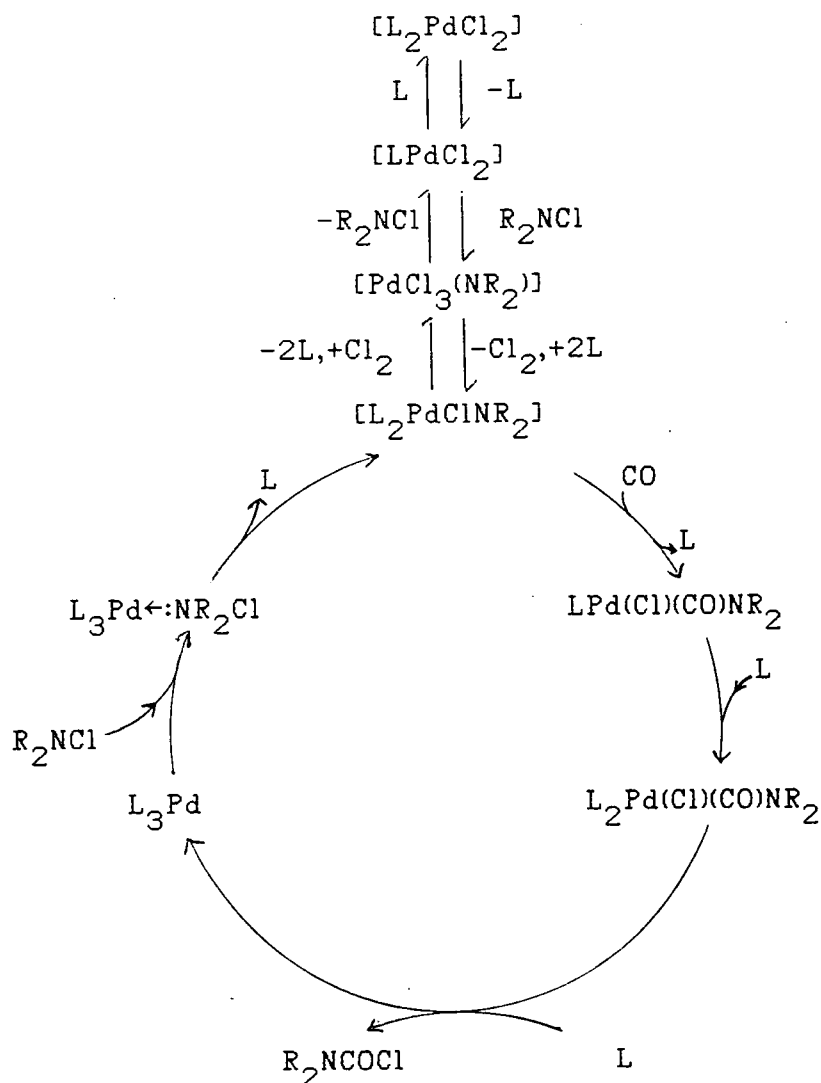 [L₂PdCl₂]
L -L
[LPdCl₂]
-R₂NCl R₂NCl
[PdCl₃(NR₂)]
-2L,+Cl₂ -Cl₂,+2L
[L₂PdClNR₂]
L
CO
L
L₃Pd←:NR₂Cl
LPd(Cl)(CO)NR₂
L
R₂NCl
L₃Pd
L₂Pd(Cl)(CO)NR₂
R₂NCOCl L